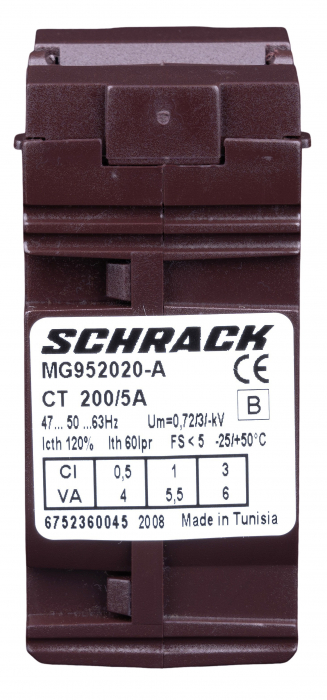 SCHRACK
MG952020-A CE
CT 200/5A
B
47... 50 ...63Hz Um=0,72/3/-kV
Icth 120% Ith 60Ipr FS < 5 -25/+50°C
CI 0,5 1 3
VA 4 5,5 6
6752360045 2008 Made in Tunisia